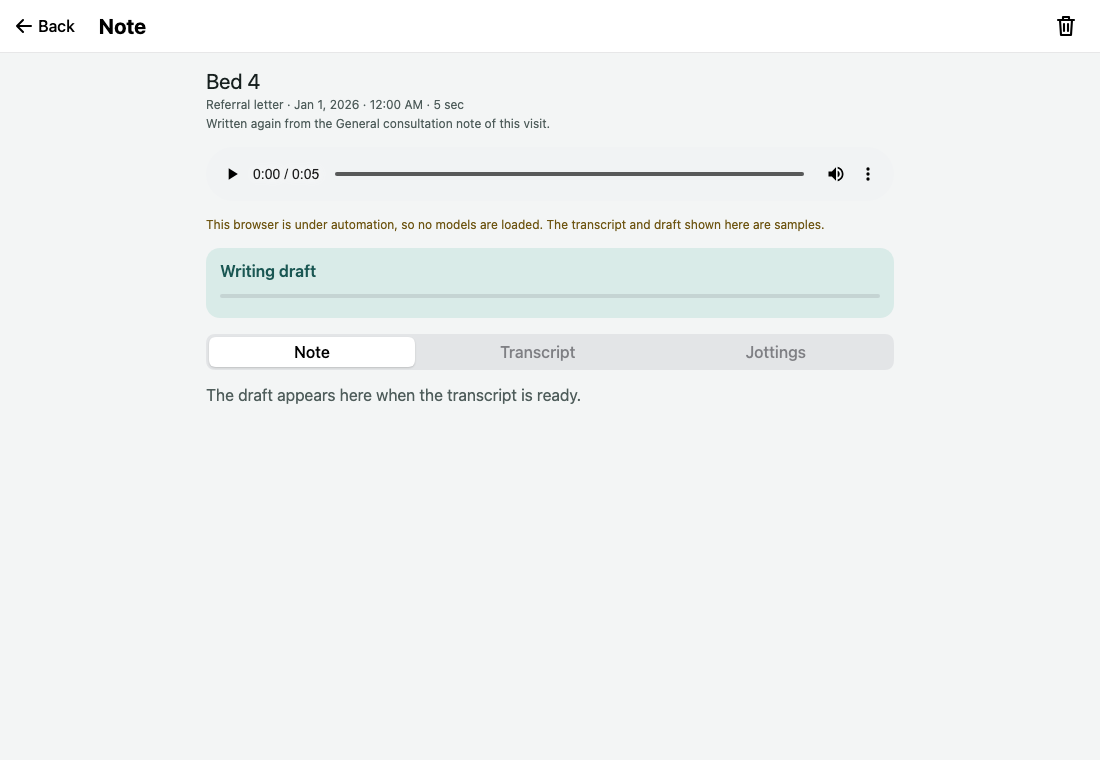 Back Note
Bed 4
Referral letter · Jan 1, 2026 · 12:00 AM · 5 sec
Written again from the General consultation note of this visit.
0:00 / 0:05
This browser is under automation, so no models are loaded. The transcript and draft shown here are samples.
Writing draft
Note Transcript Jottings
The draft appears here when the transcript is ready.